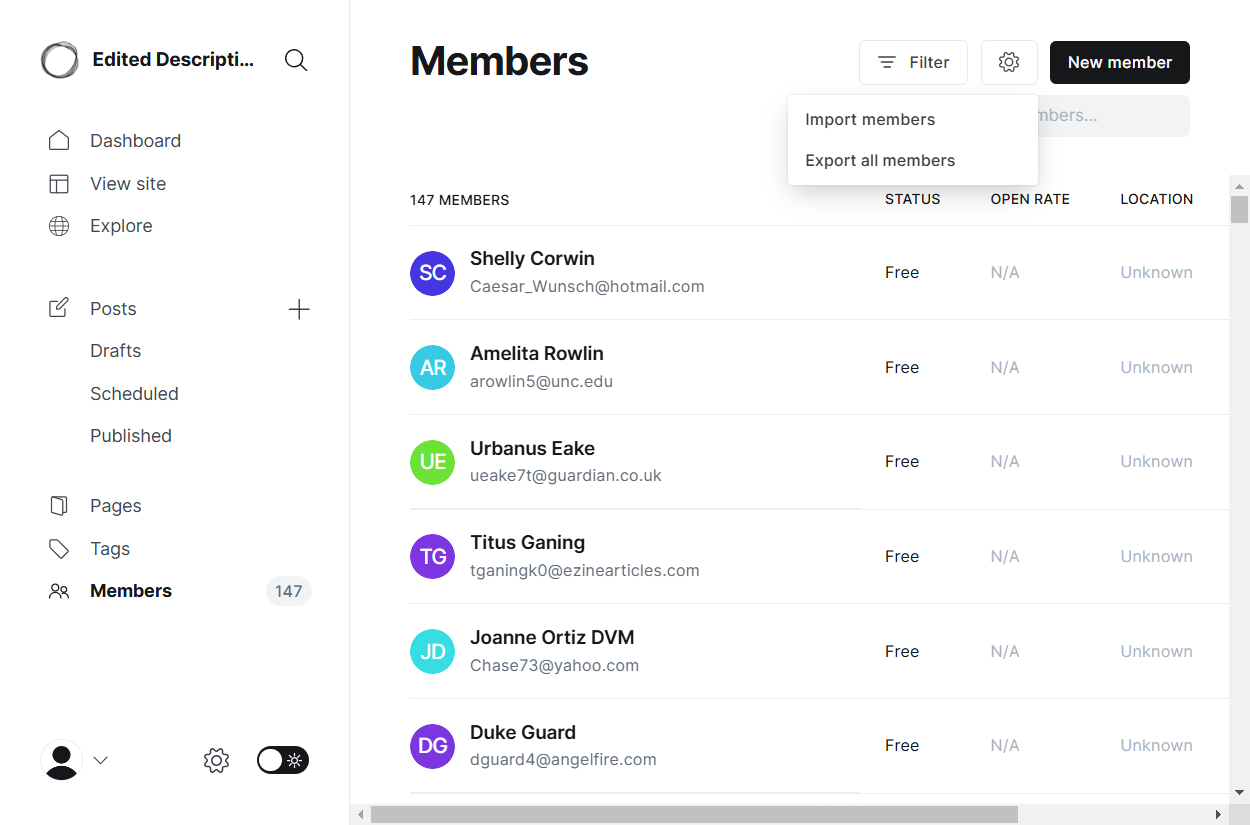 Edited Descripti...
Dashboard
View site
Explore
Posts
Drafts
Scheduled
Published
Pages
Tags
Members 147
Members
Filter
New member
Import members
Export all members
147 MEMBERS STATUS OPEN RATE LOCATION
SC Shelly Corwin Free N/A Unknown
Caesar_Wunsch@hotmail.com
AR Amelita Rowlin Free N/A Unknown
arowlin5@unc.edu
UE Urbanus Eake Free N/A Unknown
ueake7t@guardian.co.uk
TG Titus Ganing Free N/A Unknown
tganingk0@ezinearticles.com
JD Joanne Ortiz DVM Free N/A Unknown
Chase73@yahoo.com
DG Duke Guard Free N/A Unknown
dguard4@angelfire.com